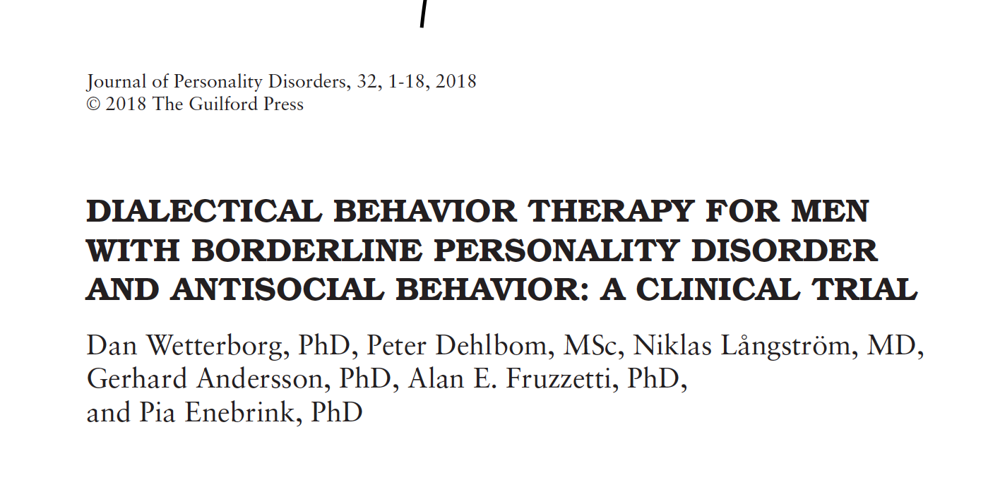 Journal of Personality Disorders, 32, 1-18, 2018
© 2018 The Guilford Press
DIALECTICAL BEHAVIOR THERAPY FOR MEN
WITH BORDERLINE PERSONALITY DISORDER
AND ANTISOCIAL BEHAVIOR: A CLINICAL TRIAL
Dan Wetterborg, PhD, Peter Dehlbom, MSc, Niklas Långström, MD,
Gerhard Andersson, PhD, Alan E. Fruzzetti, PhD,
and Pia Enebrink, PhD